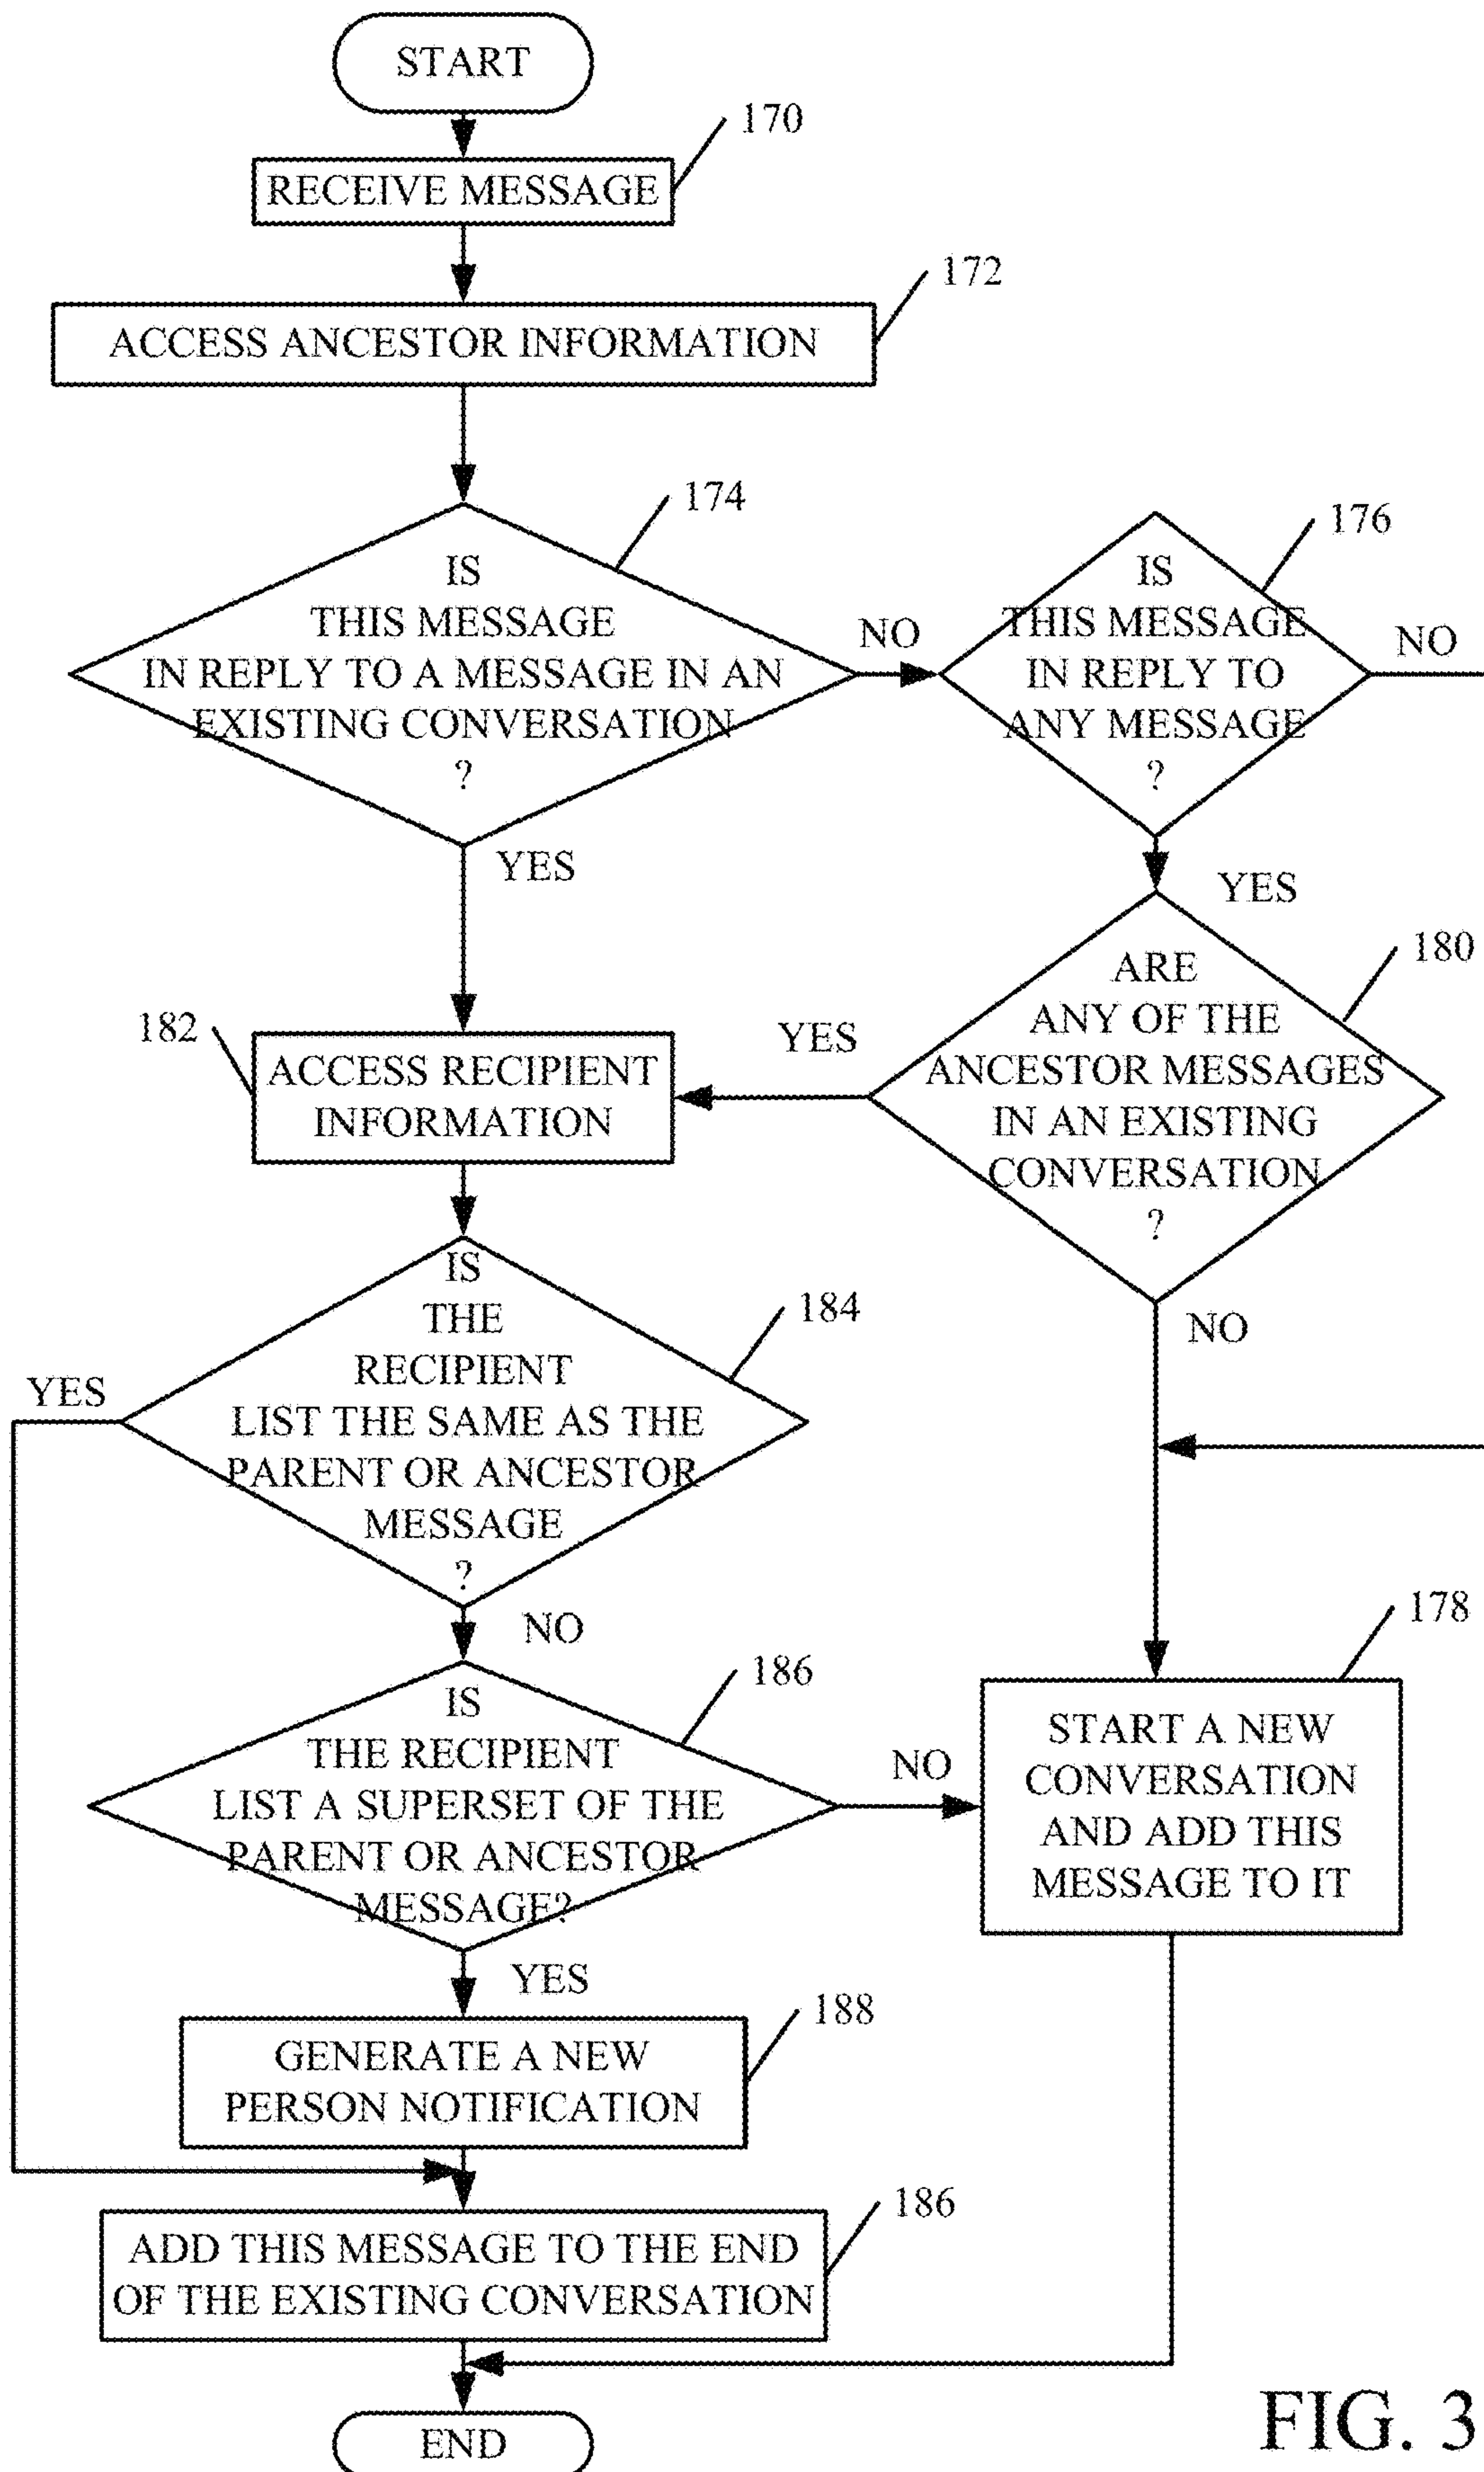 START
170
RECEIVE MESSAGE
172
ACCESS ANCESTOR INFORMATION
174
IS
THIS MESSAGE
IN REPLY TO A MESSAGE IN AN
EXISTING CONVERSATION
?
NO
176
IS
THIS MESSAGE
IN REPLY TO
ANY MESSAGE
?
NO
YES
YES
180
ARE
ANY OF THE
ANCESTOR MESSAGES
IN AN EXISTING
CONVERSATION
?
YES
182
ACCESS RECIPIENT
INFORMATION
NO
184
IS
THE
RECIPIENT
LIST THE SAME AS THE
PARENT OR ANCESTOR
MESSAGE
?
YES
NO
186
IS
THE RECIPIENT
LIST A SUPERSET OF THE
PARENT OR ANCESTOR
MESSAGE?
NO
178
START A NEW
CONVERSATION
AND ADD THIS
MESSAGE TO IT
YES
188
GENERATE A NEW
PERSON NOTIFICATION
186
ADD THIS MESSAGE TO THE END
OF THE EXISTING CONVERSATION
END
FIG. 3